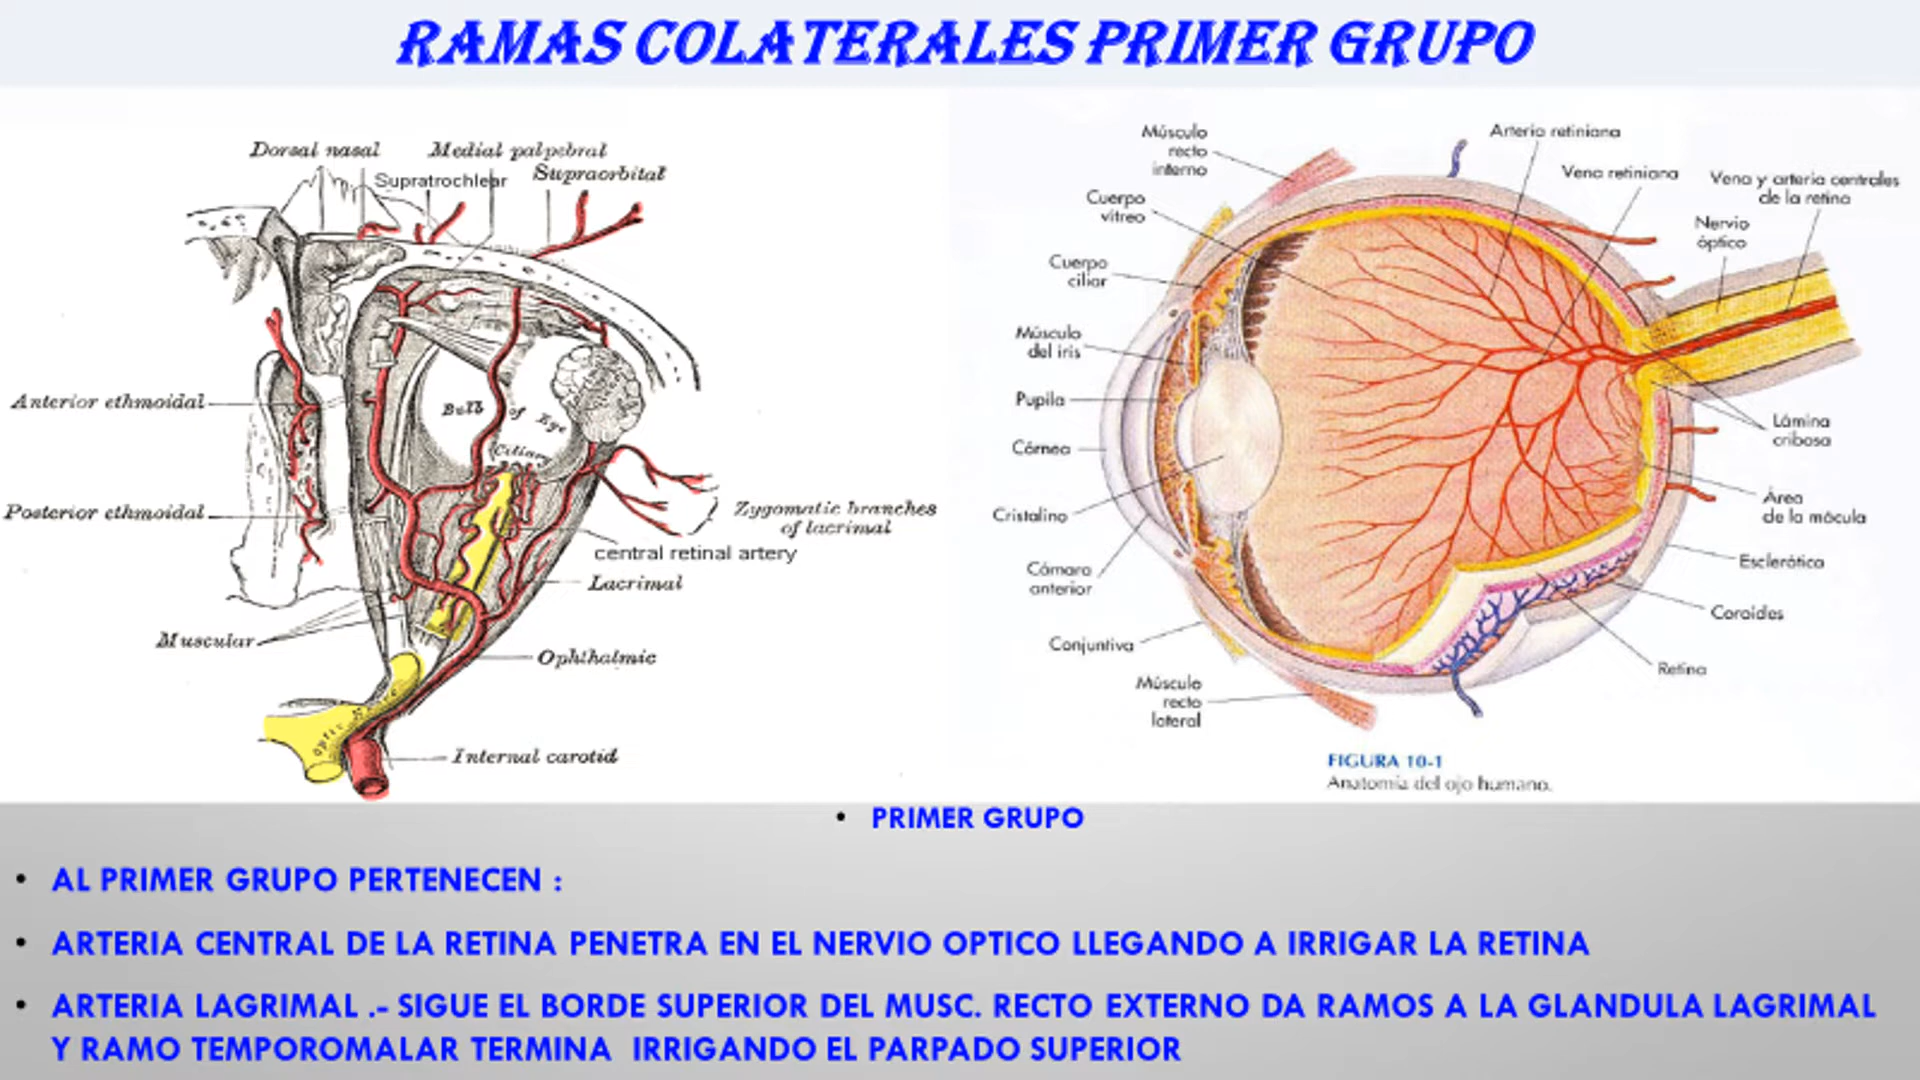 RAMAS COLATERALES PRIMER GRUPO
Dorsal nasal
Medial palpebral
Supratrochlear
Supraorbital
Anterior ethmoidal
Posterior ethmoidal
Bulb of Eye
Ciliary
Zygomatic branches
of lacrimal
central retinal artery
Lacrimal
Muscular
Ophthalmic
Optic
Internal carotid
Músculo
recto
interno
Arteria retiniana
Vena retiniana
Vena y arteria centrales
de la retina
Nervio
óptico
Cuerpo
vítreo
Cuerpo
ciliar
Músculo
del iris
Pupila
Córnea
Cristalino
Cámara
anterior
Conjuntiva
Músculo
recto
lateral
Lámina
cribosa
Área
de la mácula
Esclerótica
Coroides
Retina
FIGURA 10-1
Anatomía del ojo humano.
• PRIMER GRUPO
• AL PRIMER GRUPO PERTENECEN :
• ARTERIA CENTRAL DE LA RETINA PENETRA EN EL NERVIO OPTICO LLEGANDO A IRRIGAR LA RETINA
• ARTERIA LAGRIMAL .- SIGUE EL BORDE SUPERIOR DEL MUSC. RECTO EXTERNO DA RAMOS A LA GLANDULA LAGRIMAL
Y RAMO TEMPOROMALAR TERMINA IRRIGANDO EL PARPADO SUPERIOR